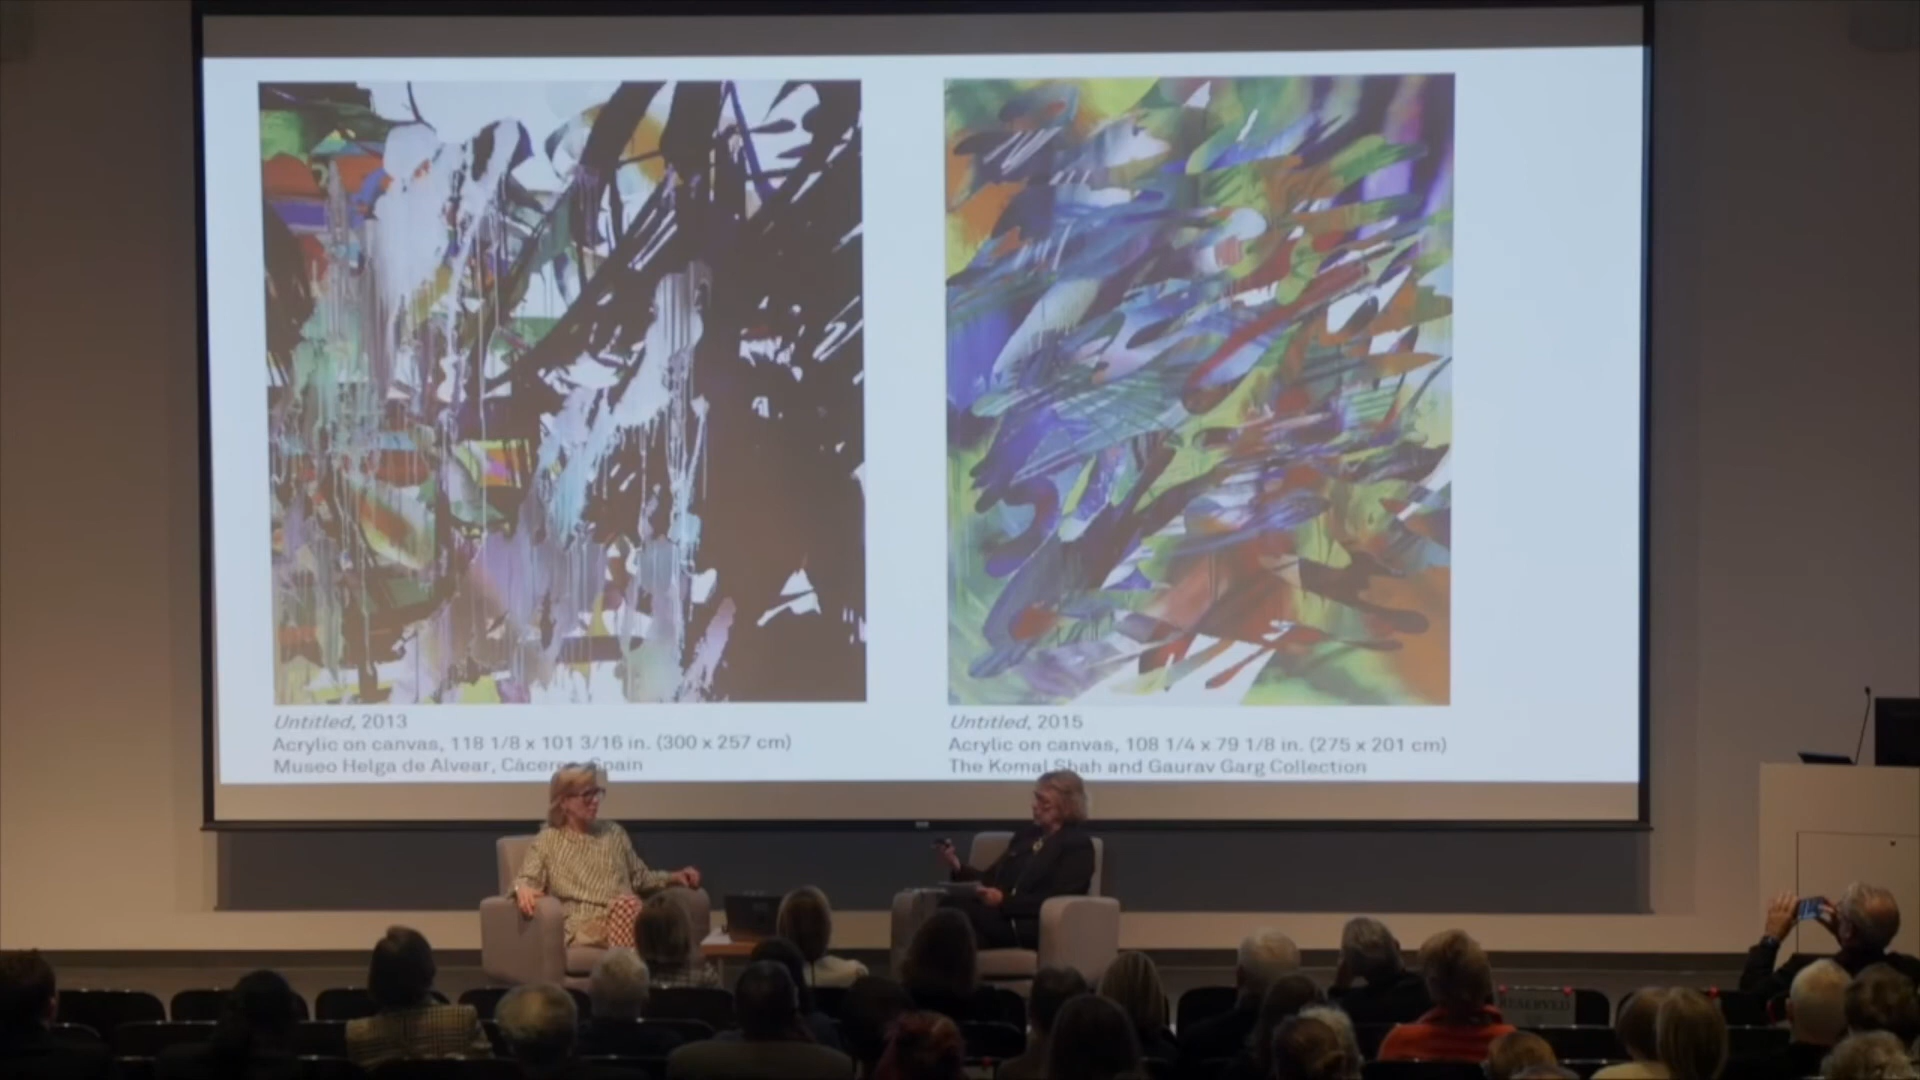 Untitled, 2013
Acrylic on canvas, 118 1/8 x 101 3/16 in. (300 x 257 cm)
Museo Helga de Alvear, Cáceres, Spain
Untitled, 2015
Acrylic on canvas, 108 1/4 x 79 1/8 in. (275 x 201 cm)
The Komal Shah and Gaurav Garg Collection
RESERVED